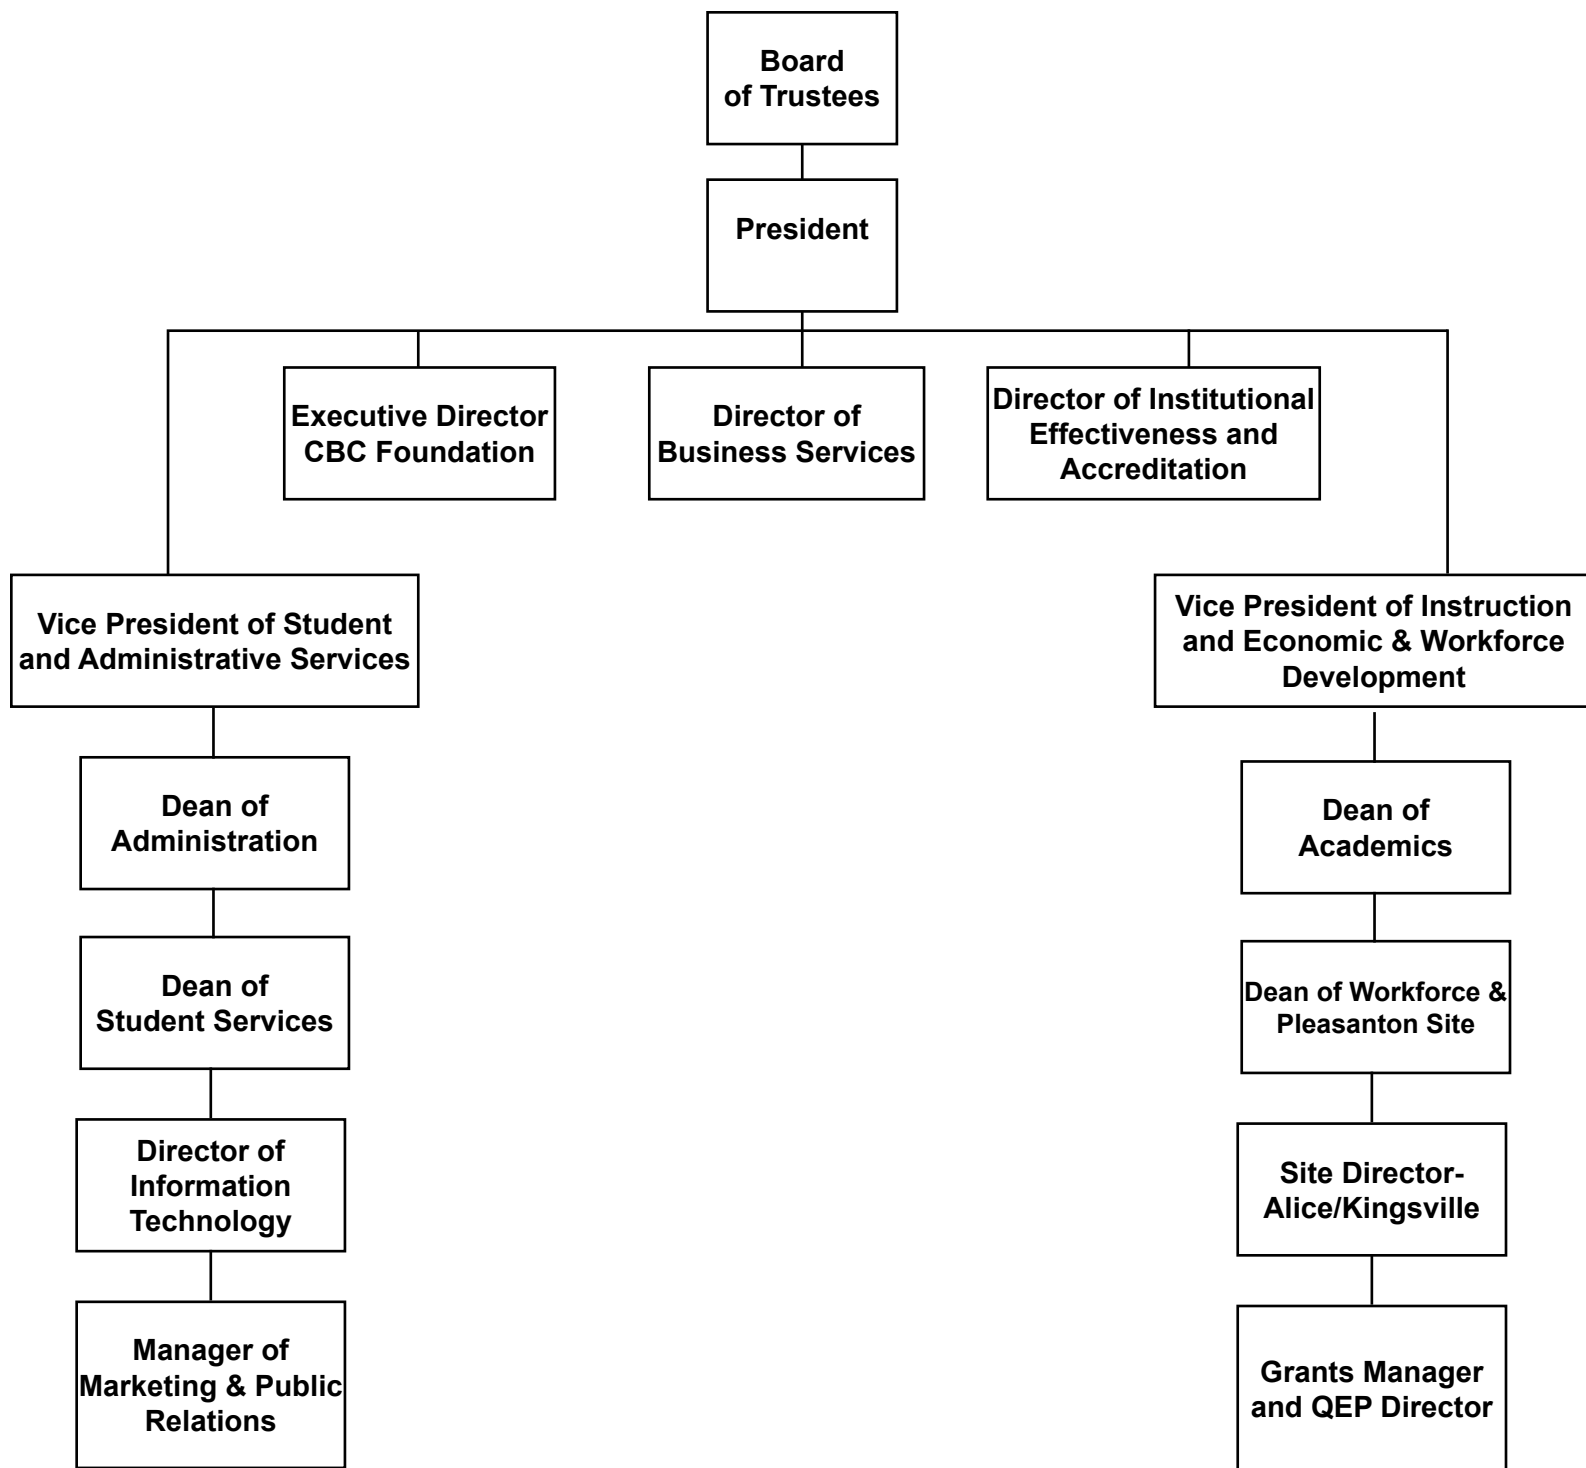 Board
of Trustees
President
Executive Director
CBC Foundation
Director of
Business Services
Director of Institutional
Effectiveness and
Accreditation
Vice President of Student
and Administrative Services
Vice President of Instruction
and Economic & Workforce
Development
Dean of
Administration
Dean of
Academics
Dean of
Student Services
Dean of Workforce &
Pleasanton Site
Director of
Information
Technology
Site Director-
Alice/Kingsville
Manager of
Marketing & Public
Relations
Grants Manager
and QEP Director